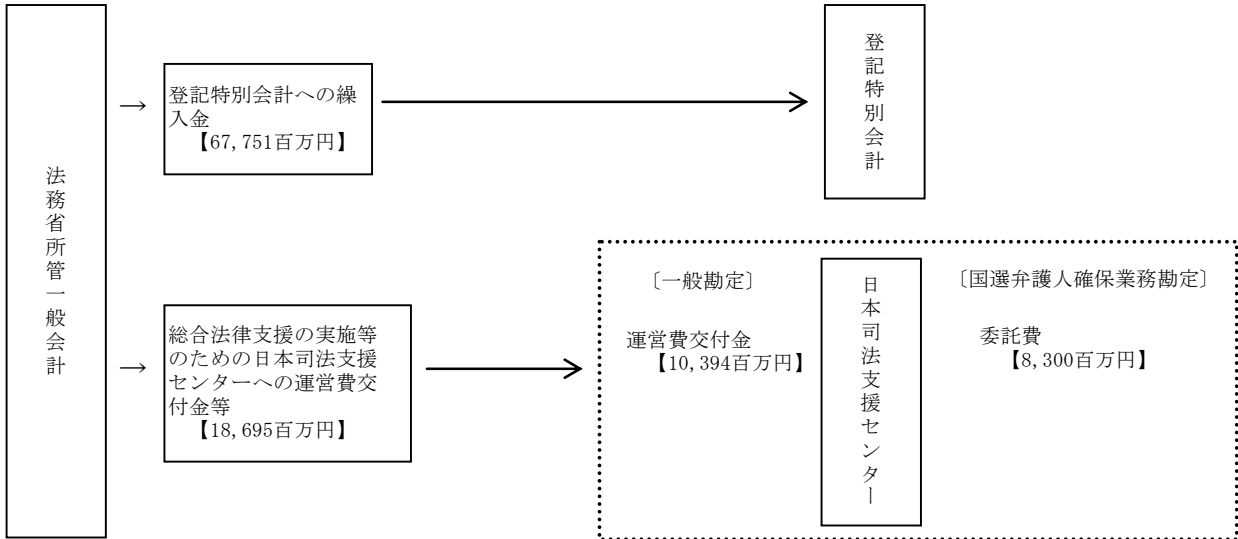 法務省所管一般会計
→
登記特別会計への繰
入金
【67,751百万円】
登記特別会計
→
総合法律支援の実施等
のための日本司法支援
センターへの運営費交
付金等
【18,695百万円】
〔一般勘定〕
運営費交付金
【10,394百万円】
日本司法支援センター
〔国選弁護人確保業務勘定〕
委託費
【8,300百万円】